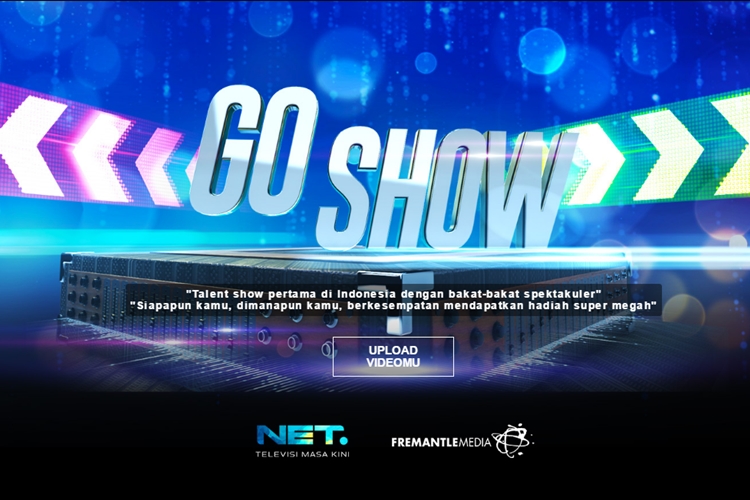 GO
SHOW
"Talent show pertama di Indonesia dengan bakat-bakat spektakuler"
"Siapapun kamu, dimanapun kamu, berkesempatan mendapatkan hadiah super megah"
UPLOAD
VIDEOMU
NET.
TELEVISI MASA KINI
FREMANTLEMEDIA